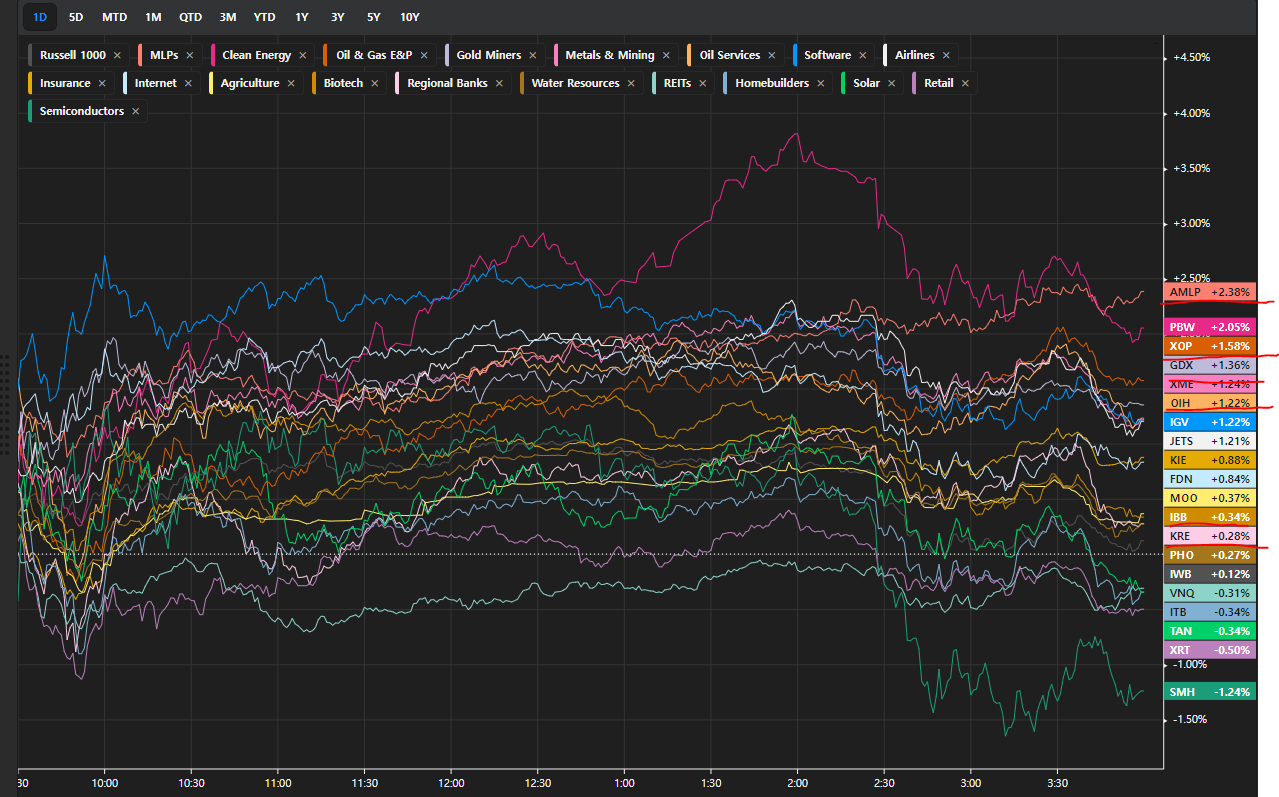 1D 5D MTD 1M QTD 3M YTD 1Y 3Y 5Y 10Y
Russell 1000 × MLPs × Clean Energy × Oil & Gas E&P × Gold Miners × Metals & Mining × Oil Services × Software × Airlines ×
Insurance × Internet × Agriculture × Biotech × Regional Banks × Water Resources × REITs × Homebuilders × Solar × Retail ×
Semiconductors ×
+4.50%
+4.00%
+3.50%
+3.00%
+2.50%
AMLP +2.38%
PBW +2.05%
XOP +1.58%
GDX +1.36%
XME +1.24%
OIH +1.22%
IGV +1.22%
JETS +1.21%
KIE +0.88%
FDN +0.84%
MOO +0.37%
IBB +0.34%
KRE +0.28%
PHO +0.27%
IWB +0.12%
VNQ -0.31%
ITB -0.34%
TAN -0.34%
XRT -0.50%
-1.00%
SMH -1.24%
-1.50%
30 10:00 10:30 11:00 11:30 12:00 12:30 1:00 1:30 2:00 2:30 3:00 3:30